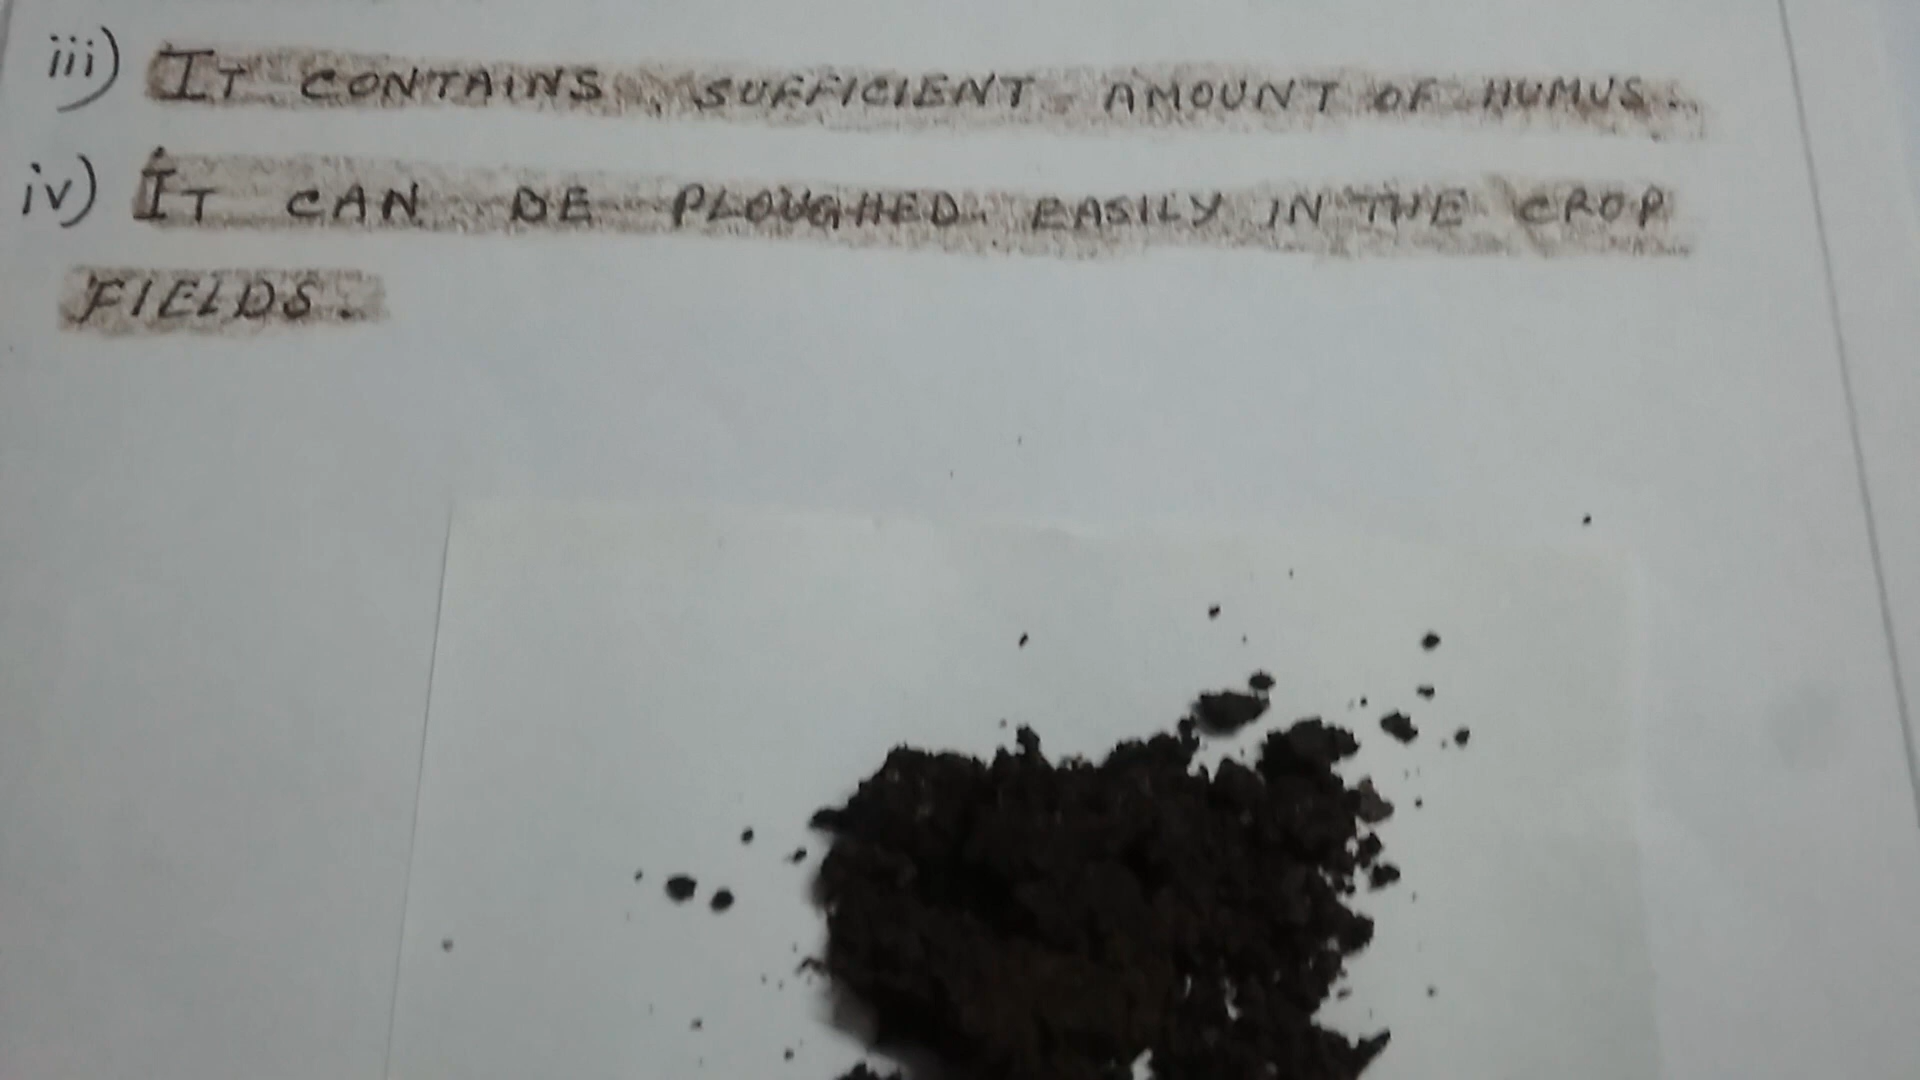 iii) IT CONTAINS SUFFICIENT AMOUNT OF HUMUS.
iv) IT CAN BE PLOUGHED EASILY IN THE CROP
FIELDS.